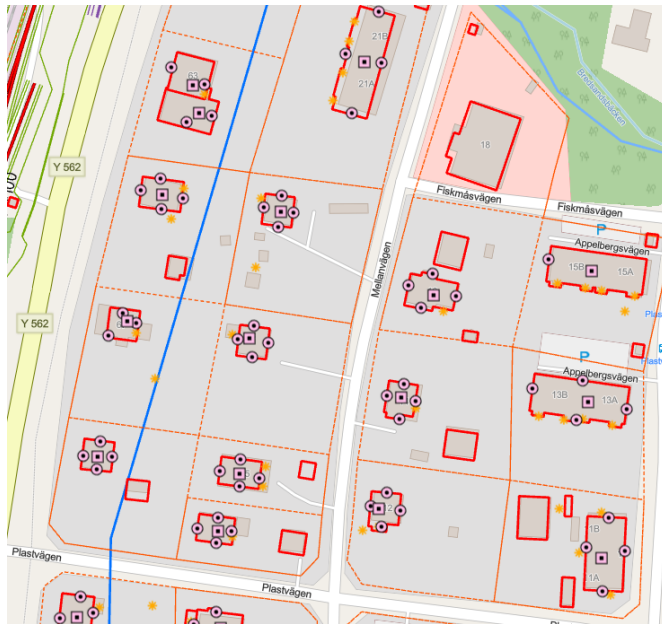 21B
63
21A
Bredsandsbäcken
18
Y 562
Fiskmåsvägen
Fiskmåsvägen
P
Appelbergsvägen
15B
15A
Mellanvägen
Y 562
P
Appelbergsvägen
13B
13A
1B
1A
Plastvägen
Plastvägen